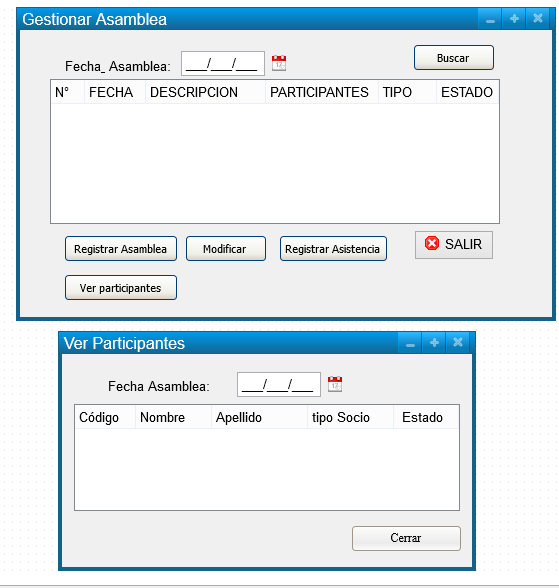 Gestionar Asamblea
Fecha_ Asamblea: ___/___/___ Buscar
N° FECHA DESCRIPCION PARTICIPANTES TIPO ESTADO
Registrar Asamblea Modificar Registrar Asistencia SALIR
Ver participantes
Ver Participantes
Fecha Asamblea: ___/___/___
Código Nombre Apellido tipo Socio Estado
Cerrar